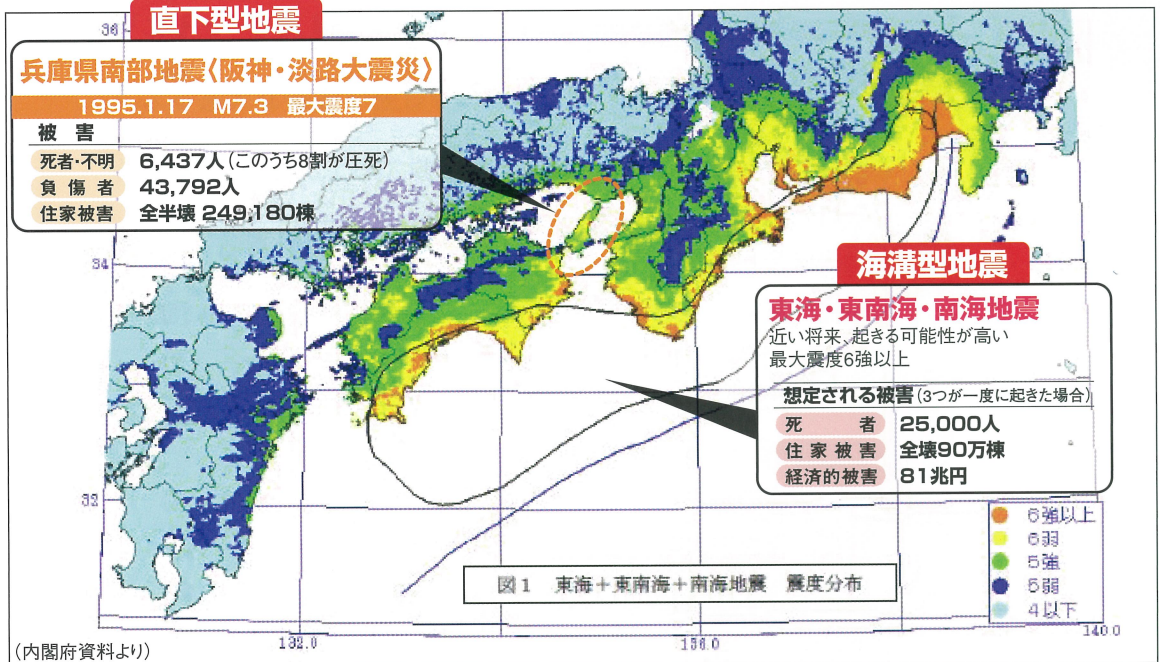 直下型地震
兵庫県南部地震〈阪神・淡路大震災〉
1995.1.17 M7.3 最大震度7
被害
死者・不明 6,437人(このうち8割が圧死)
負傷者 43,792人
住家被害 全半壊 249,180棟
海溝型地震
東海・東南海・南海地震
近い将来、起きる可能性が高い
最大震度6強以上
想定される被害(3つが一度に起きた場合)
死者 25,000人
住家被害 全壊90万棟
経済的被害 81兆円
6強以上
6弱
5強
5弱
4以下
図1 東海+東南海+南海地震 震度分布
36
34
32
132.0
136.0
140.0
(内閣府資料より)